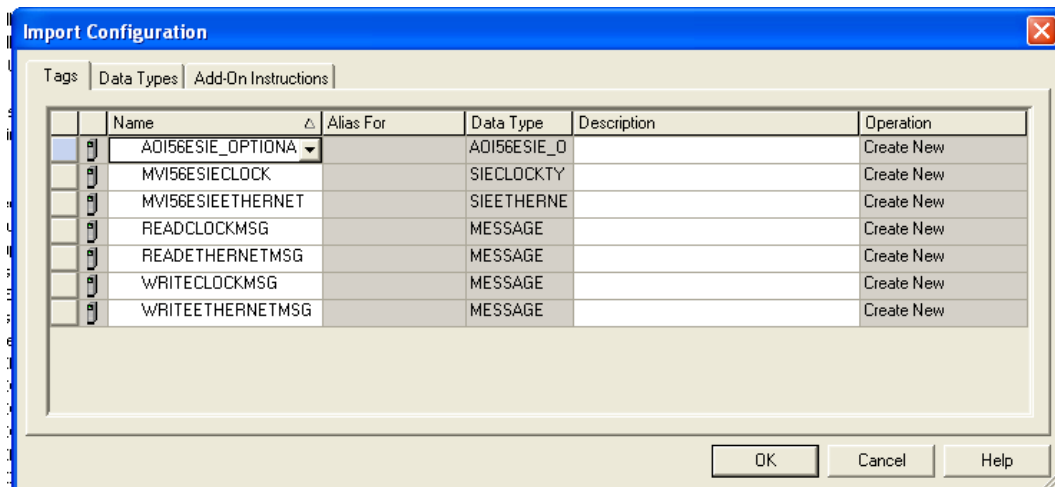 Import Configuration
Tags Data Types Add-On Instructions
Name Alias For Data Type Description Operation
AOI56ESIE_OPTIONA AOI56ESIE_O Create New
MVI56ESIECLOCK SIECLOCKTY Create New
MVI56ESIEETHERNET SIEETHERNE Create New
READCLOCKMSG MESSAGE Create New
READETHERNETMSG MESSAGE Create New
WRITECLOCKMSG MESSAGE Create New
WRITEETHERNETMSG MESSAGE Create New
OK Cancel Help